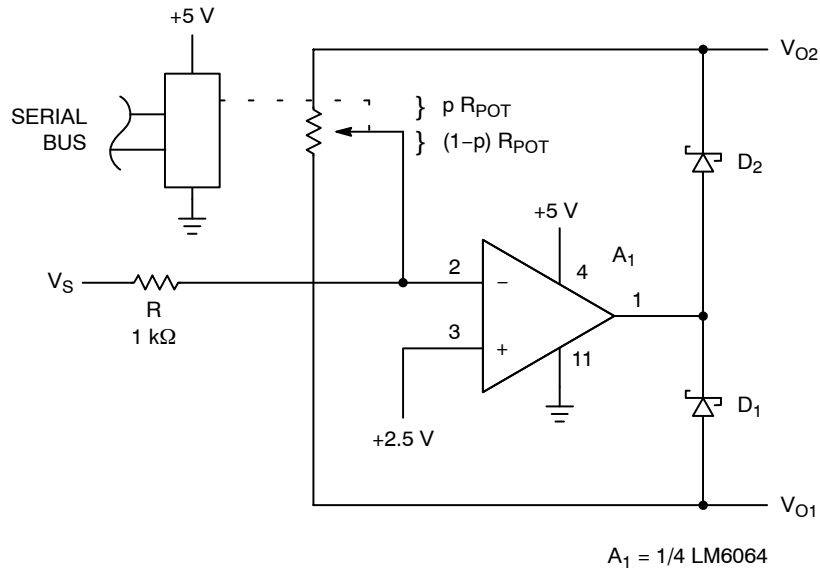 +5 V
V_O2
SERIAL
BUS
} p R_POT
} (1–p) R_POT
D_2
+5 V
A_1
V_S
2
4
–
1
R
1 kΩ
3
+
11
D_1
+2.5 V
V_O1
A_1 = 1/4 LM6064